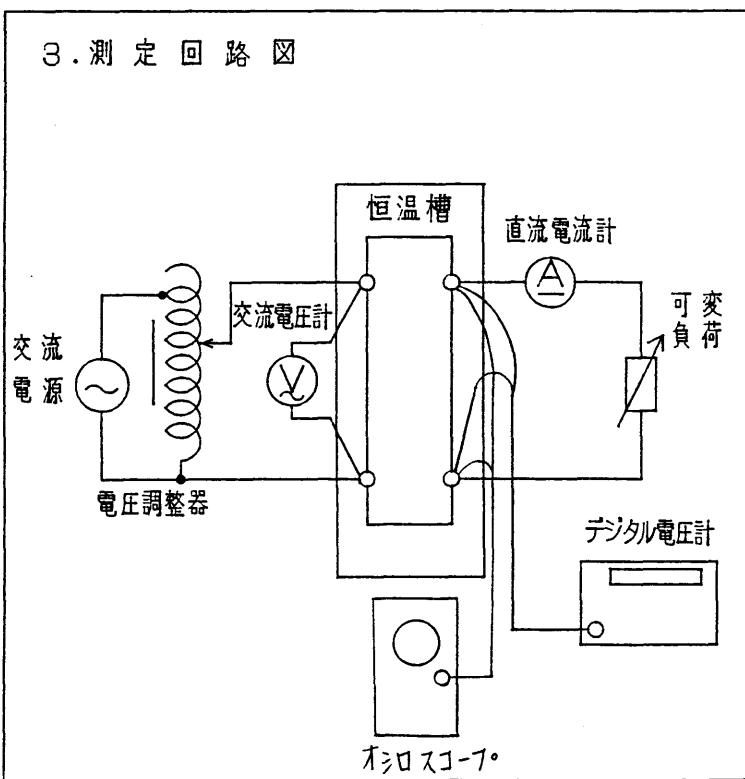 3.測定回路図
恒温槽
直流電流計
A
可変
負荷
交流電圧計
V
交流
電源
電圧調整器
デジタル電圧計
オシロスコープ